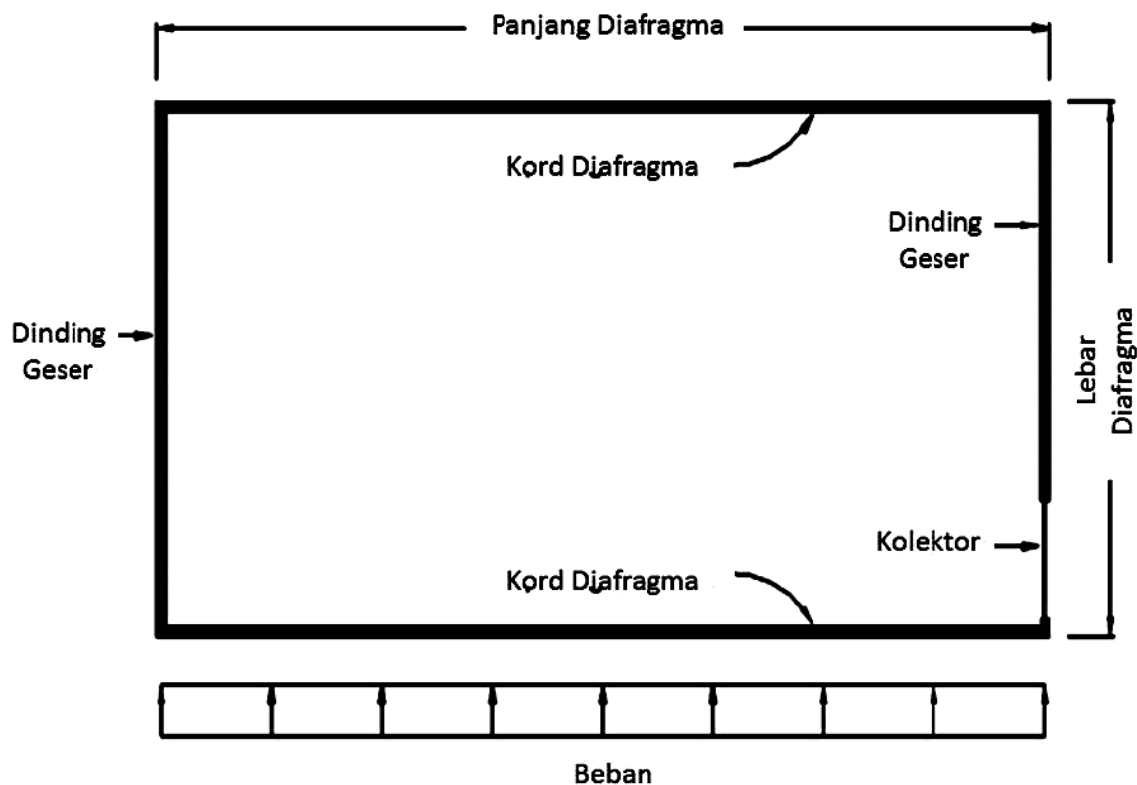 Panjang Diafragma
Kord Diafragma
Dinding
Geser
Dinding
Geser
Lebar
Diafragma
Kolektor
Kord Diafragma
Beban